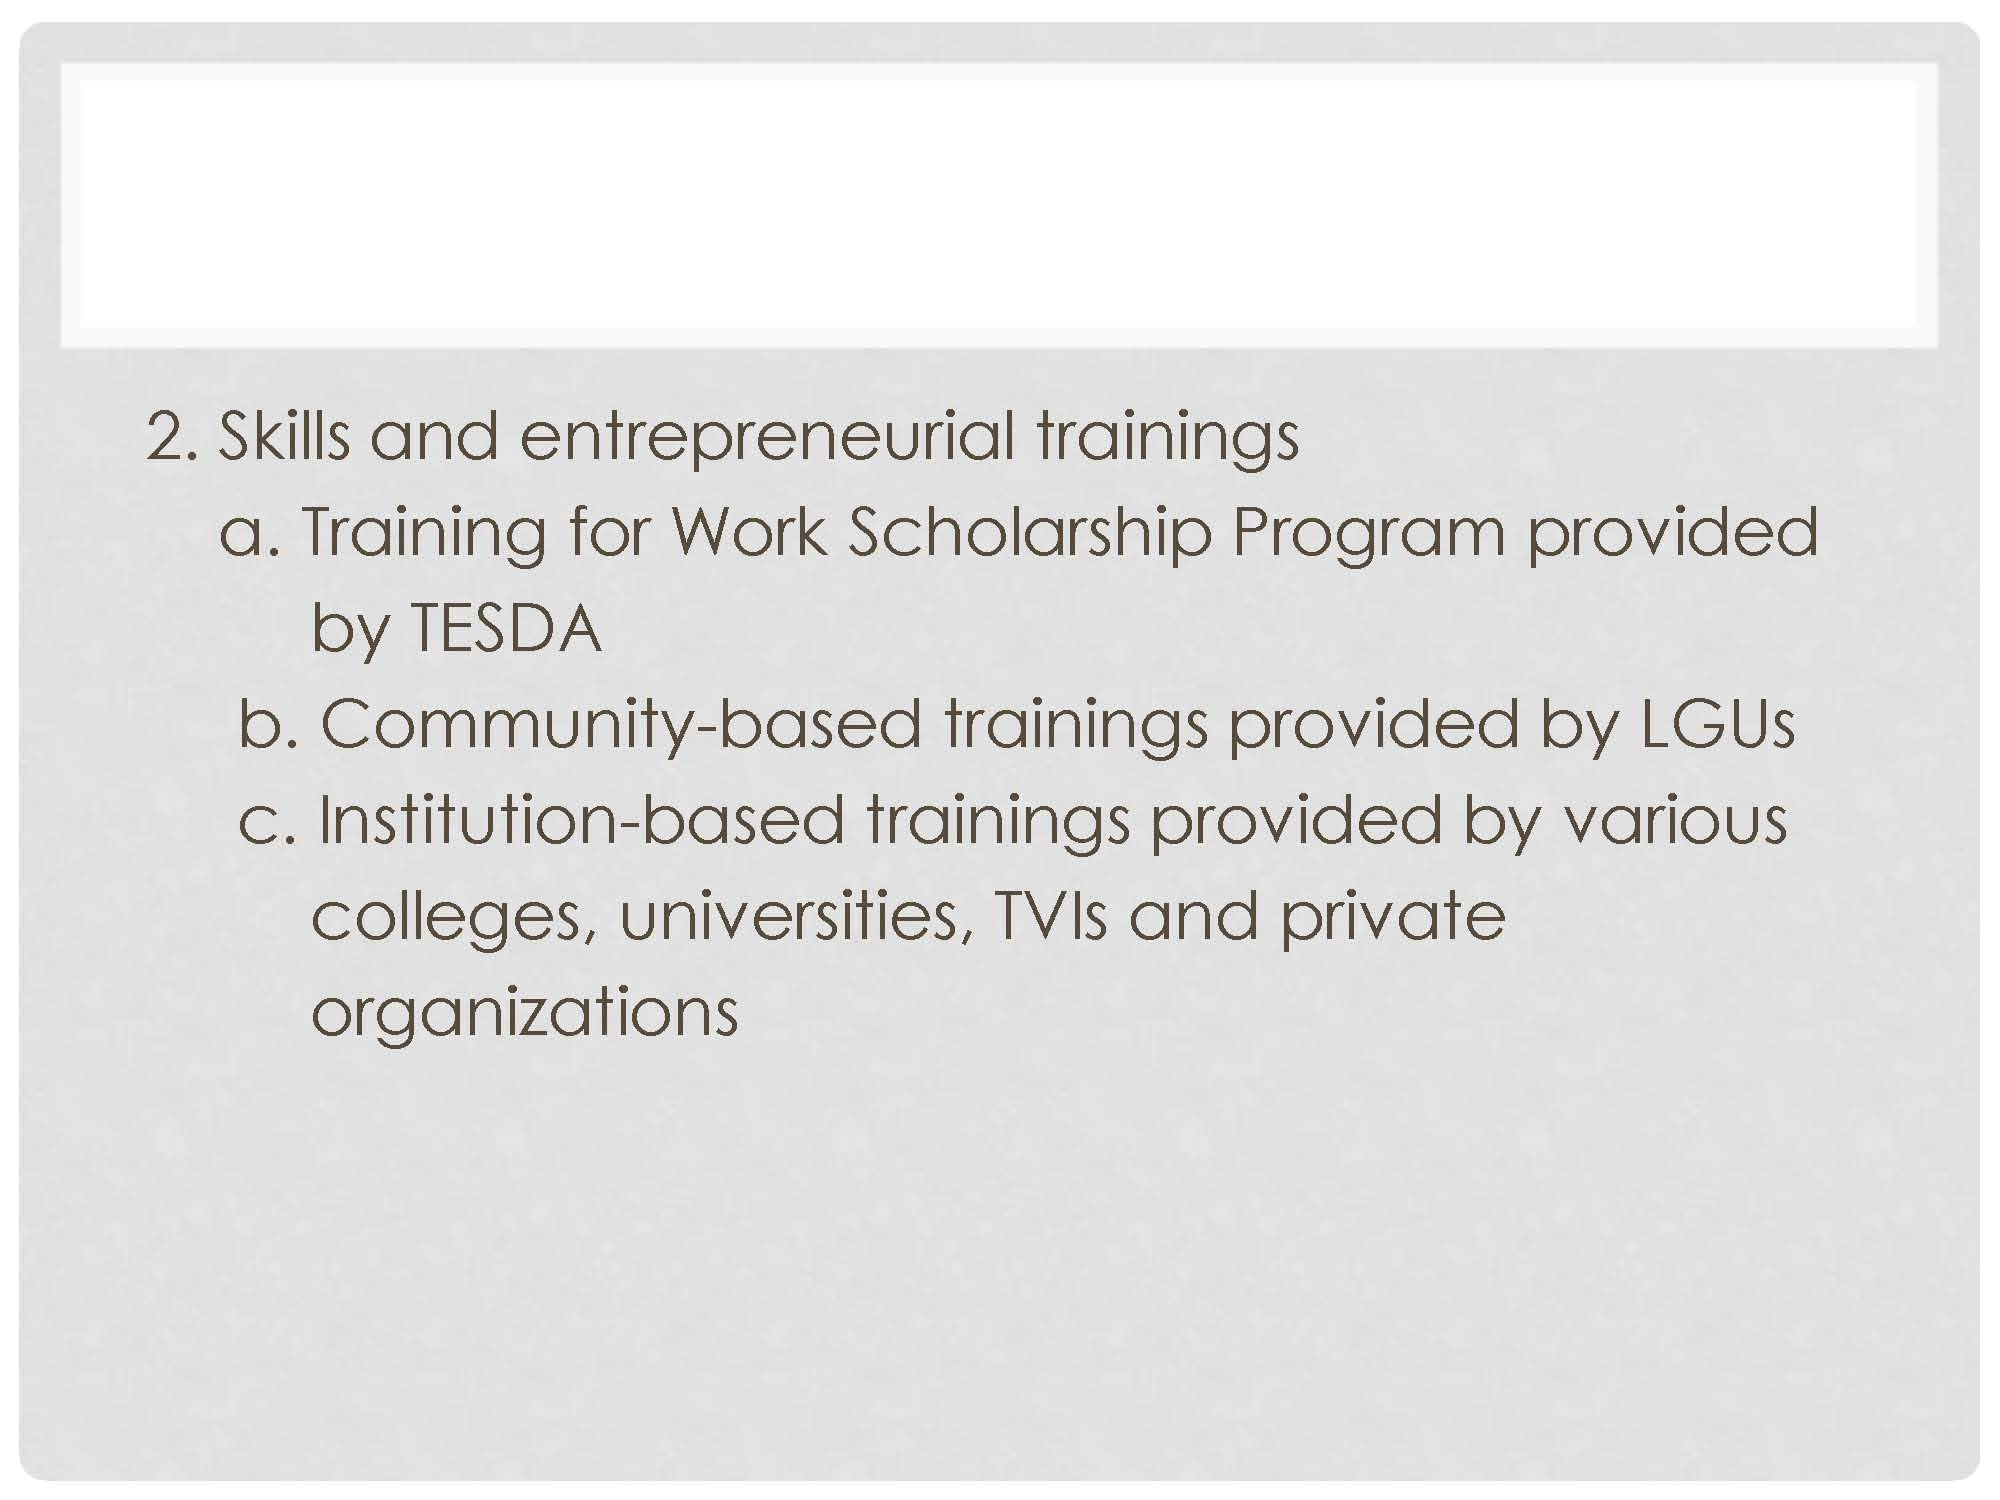 2. Skills and entrepreneurial trainings
a. Training for Work Scholarship Program provided
by TESDA
b. Community-based trainings provided by LGUs
c. Institution-based trainings provided by various
colleges, universities, TVIs and private
organizations